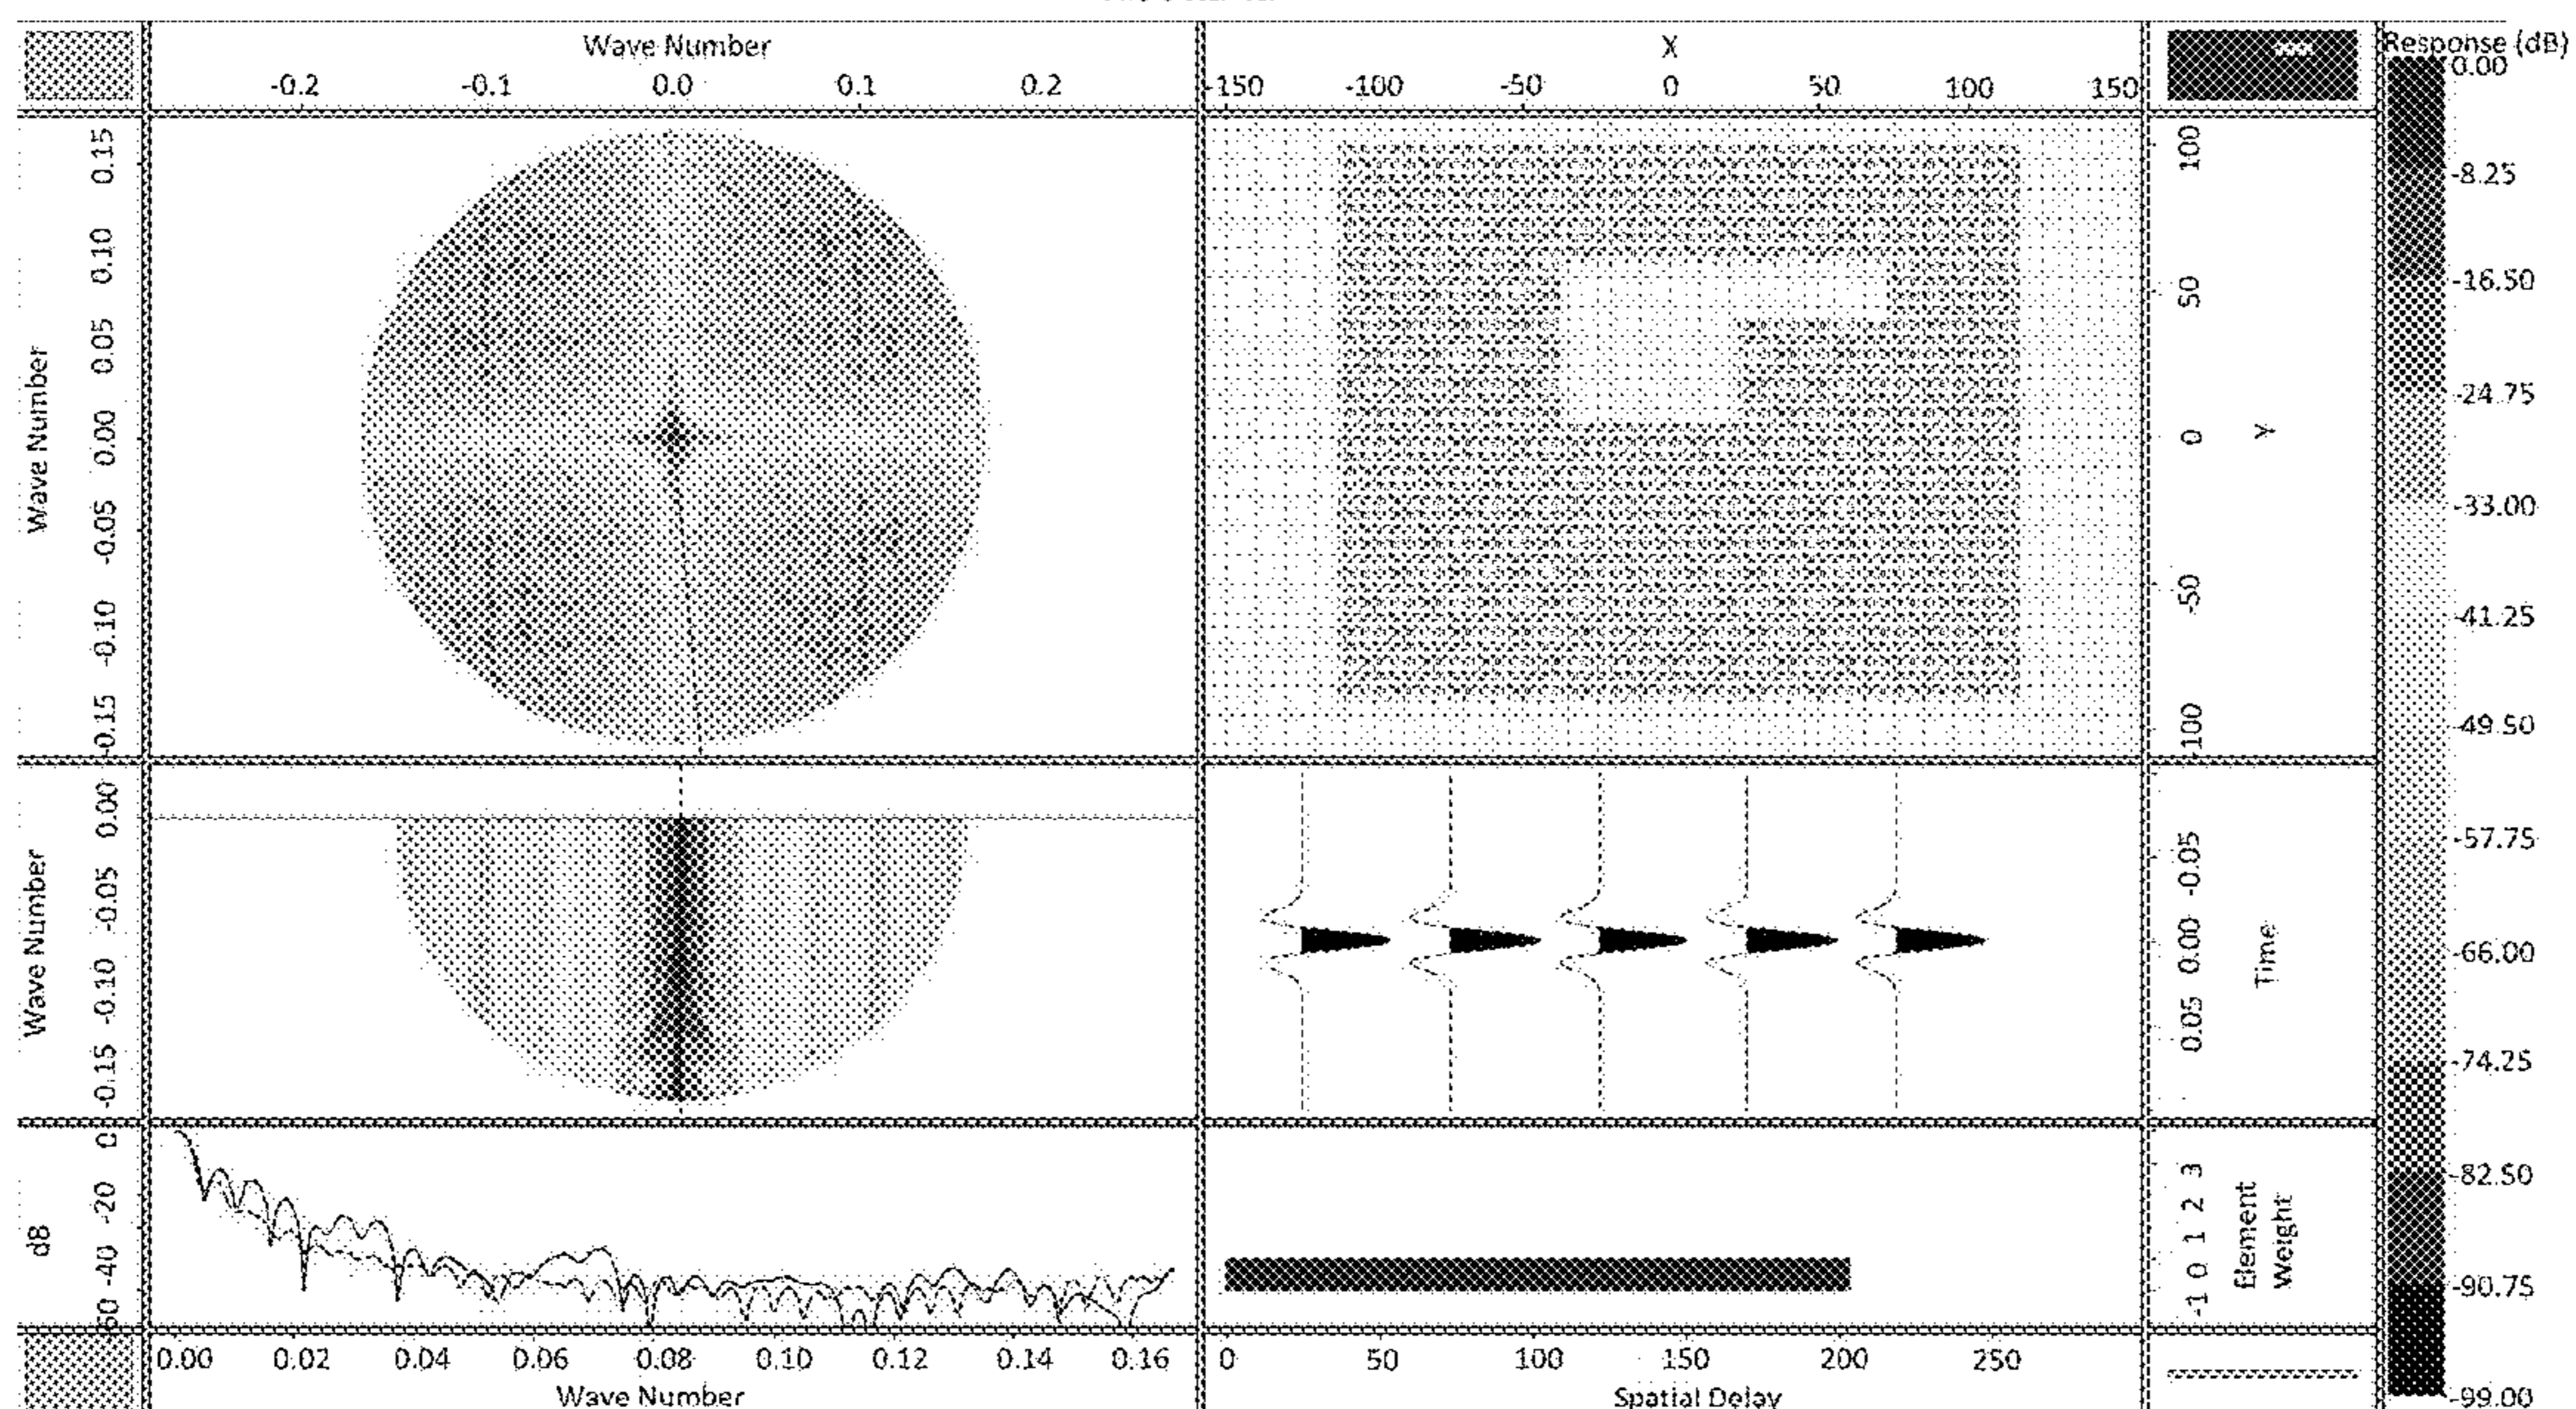 Wave Number
-0.2 -0.1 0.0 0.1 0.2
X
-150 -100 -50 0 50 100 150
Response (dB)
0.00
-8.25
-16.50
-24.75
-33.00
-41.25
-49.50
-57.75
-66.00
-74.25
-82.50
-90.75
-99.00
Wave Number
0.15 0.10 0.05 0.00 -0.05 -0.10 -0.15
100 50 0 -50 -100
Y
Wave Number
0.00 -0.05 -0.10 -0.15
-0.05 0.00 0.05
Time
dB
0 -20 -40 -60
-1 0 1 2 3
Element
Weight
0.00 0.02 0.04 0.06 0.08 0.10 0.12 0.14 0.16
Wave Number
0 50 100 150 200 250
Spatial Delay